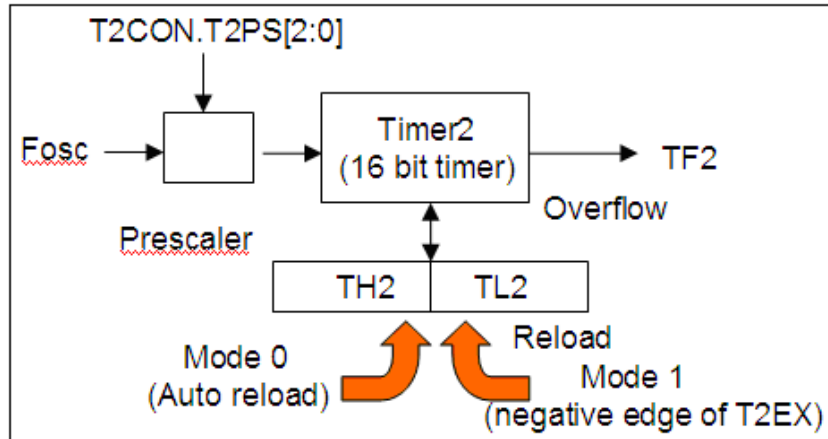 T2CON.T2PS[2:0]
Fosc
Prescaler
Timer2
(16 bit timer)
TF2
Overflow
TH2
TL2
Reload
Mode 0
(Auto reload)
Mode 1
(negative edge of T2EX)